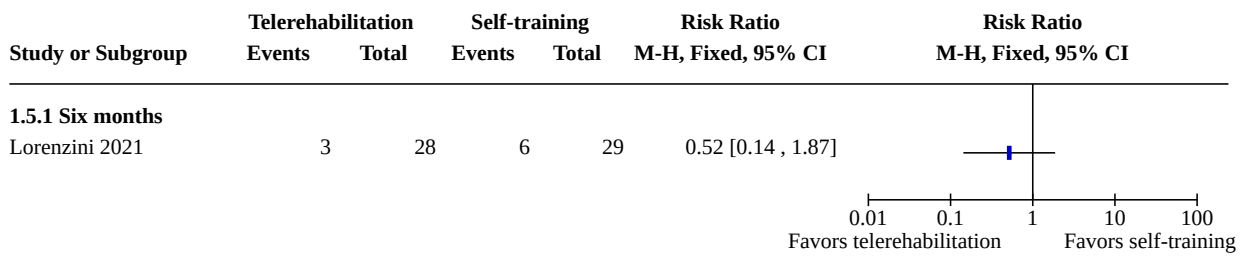 Telerehabilitation Self-training Risk Ratio Risk Ratio
Study or Subgroup Events Total Events Total M-H, Fixed, 95% CI M-H, Fixed, 95% CI
1.5.1 Six months
Lorenzini 2021 3 28 6 29 0.52 [0.14 , 1.87]
0.01 0.1 1 10 100
Favors telerehabilitation Favors self-training